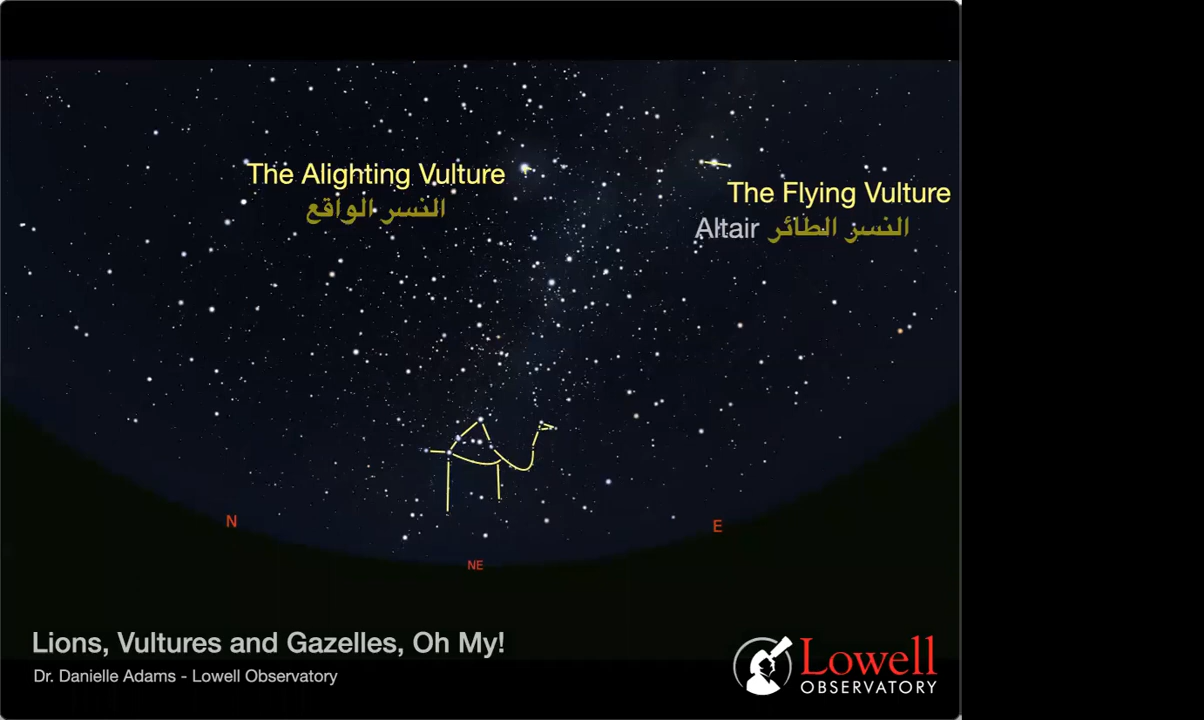 The Alighting Vulture
النسر الواقع
The Flying Vulture
Altair النسر الطائر
N
E
NE
Lions, Vultures and Gazelles, Oh My!
Dr. Danielle Adams - Lowell Observatory
Lowell
OBSERVATORY